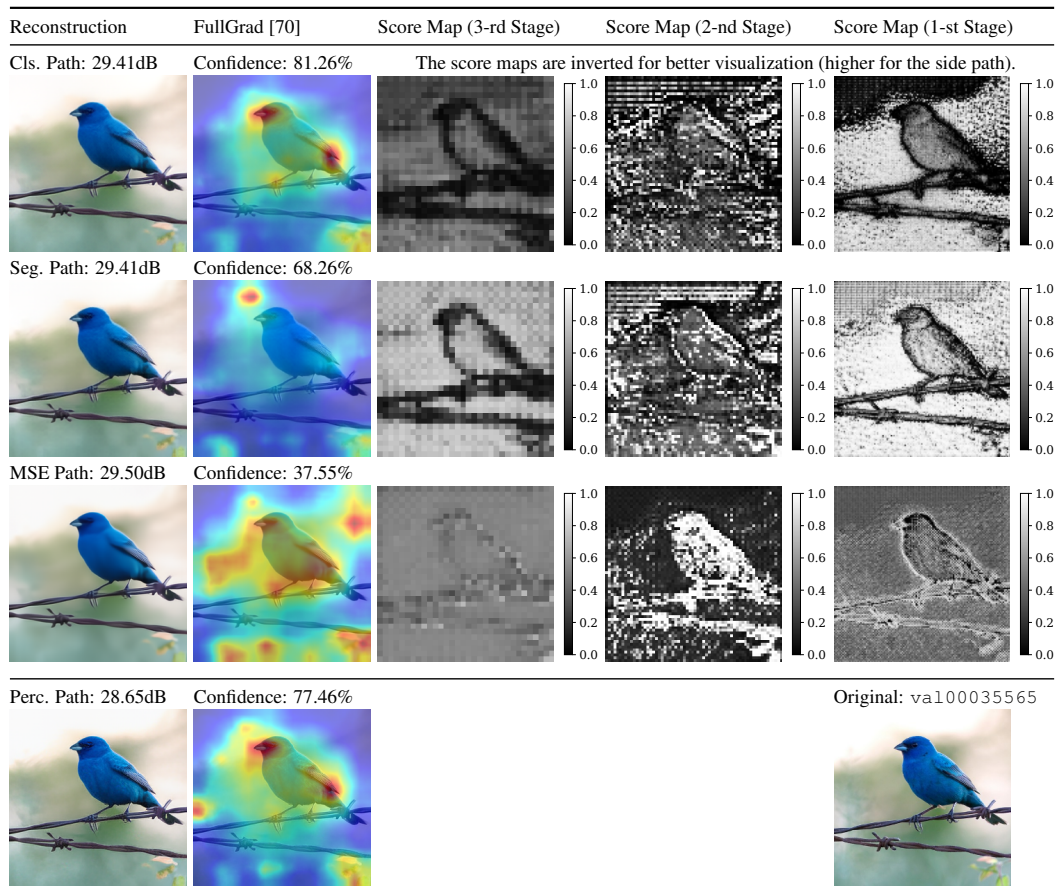 Reconstruction FullGrad [70] Score Map (3-rd Stage) Score Map (2-nd Stage) Score Map (1-st Stage)
Cls. Path: 29.41dB Confidence: 81.26% The score maps are inverted for better visualization (higher for the side path).
1.0 1.0 1.0
0.8 0.8 0.8
0.6 0.6 0.6
0.4 0.4 0.4
0.2 0.2 0.2
0.0 0.0 0.0
Seg. Path: 29.41dB Confidence: 68.26%
1.0 1.0 1.0
0.8 0.8 0.8
0.6 0.6 0.6
0.4 0.4 0.4
0.2 0.2 0.2
0.0 0.0 0.0
MSE Path: 29.50dB Confidence: 37.55%
1.0 1.0 1.0
0.8 0.8 0.8
0.6 0.6 0.6
0.4 0.4 0.4
0.2 0.2 0.2
0.0 0.0 0.0
Perc. Path: 28.65dB Confidence: 77.46% Original: val00035565